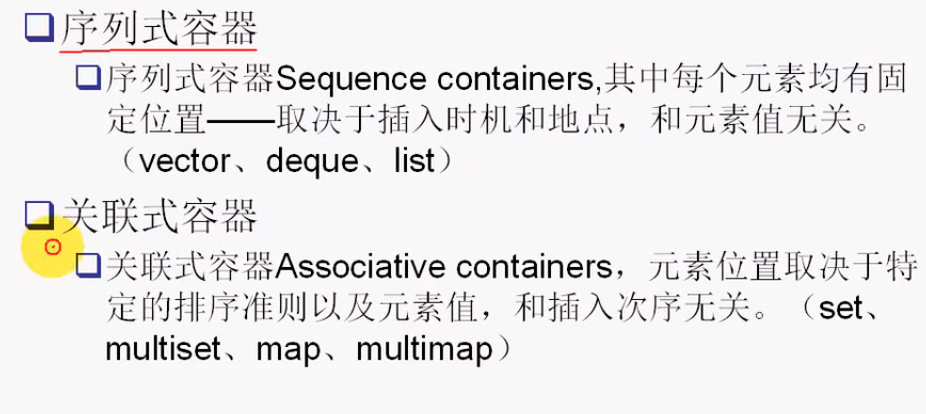 序列式容器
序列式容器Sequence containers,其中每个元素均有固
定位置——取决于插入时机和地点，和元素值无关。
（vector、deque、list）
关联式容器
关联式容器Associative containers，元素位置取决于特
定的排序准则以及元素值，和插入次序无关。（set、
multiset、map、multimap）